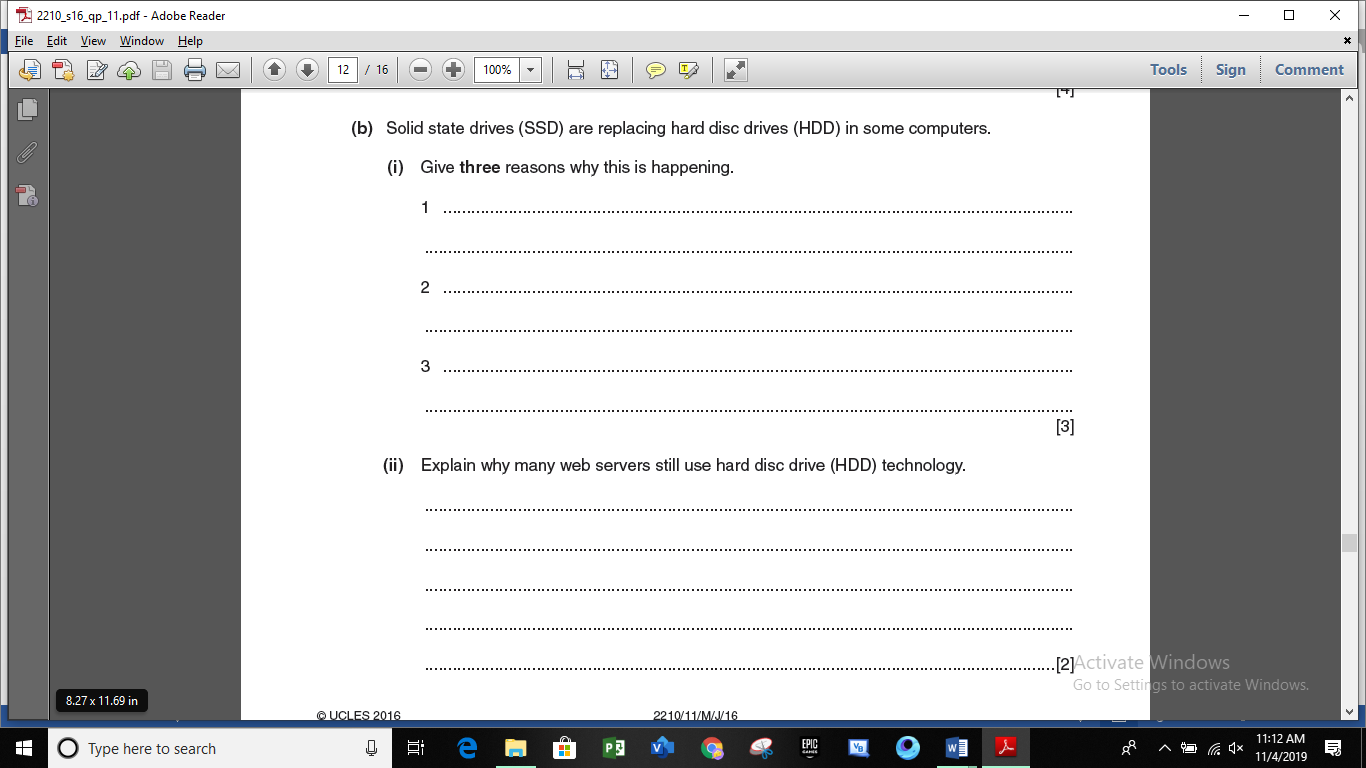 2210_s16_qp_11.pdf - Adobe Reader
File Edit View Window Help
12 / 16 100% Tools Sign Comment
[4]
(b) Solid state drives (SSD) are replacing hard disc drives (HDD) in some computers.
(i) Give three reasons why this is happening.
1 ..........................................................................................
..........................................................................................
2 ..........................................................................................
..........................................................................................
3 ..........................................................................................
..........................................................................................
[3]
(ii) Explain why many web servers still use hard disc drive (HDD) technology.
..........................................................................................
..........................................................................................
..........................................................................................
..........................................................................................
..........................................................................................[2]
Activate Windows
Go to Settings to activate Windows.
8.27 x 11.69 in
© UCLES 2016 2210/11/M/J/16
Type here to search
EPIC GAMES
11:12 AM
11/4/2019